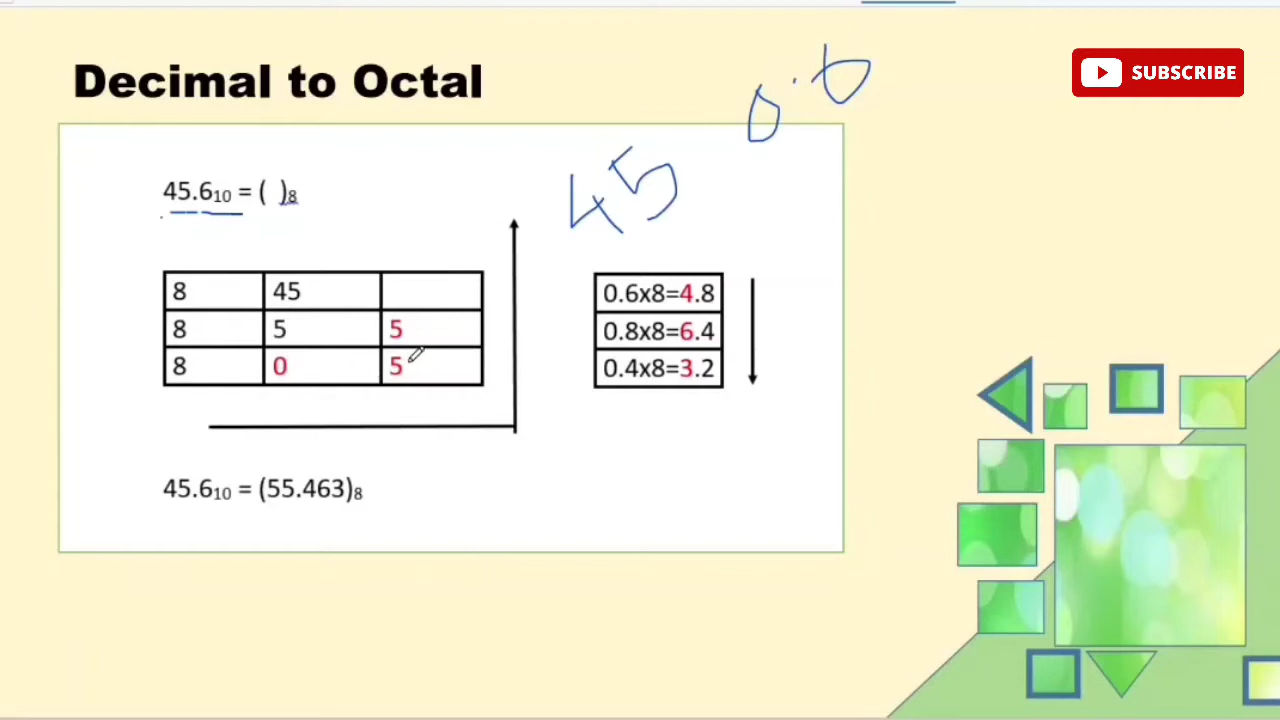 Decimal to Octal
SUBSCRIBE
0.6
45
45.6₁₀ = (  )₈
8 45
8 5 5
8 0 5
0.6x8=4.8
0.8x8=6.4
0.4x8=3.2
45.6₁₀ = (55.463)₈